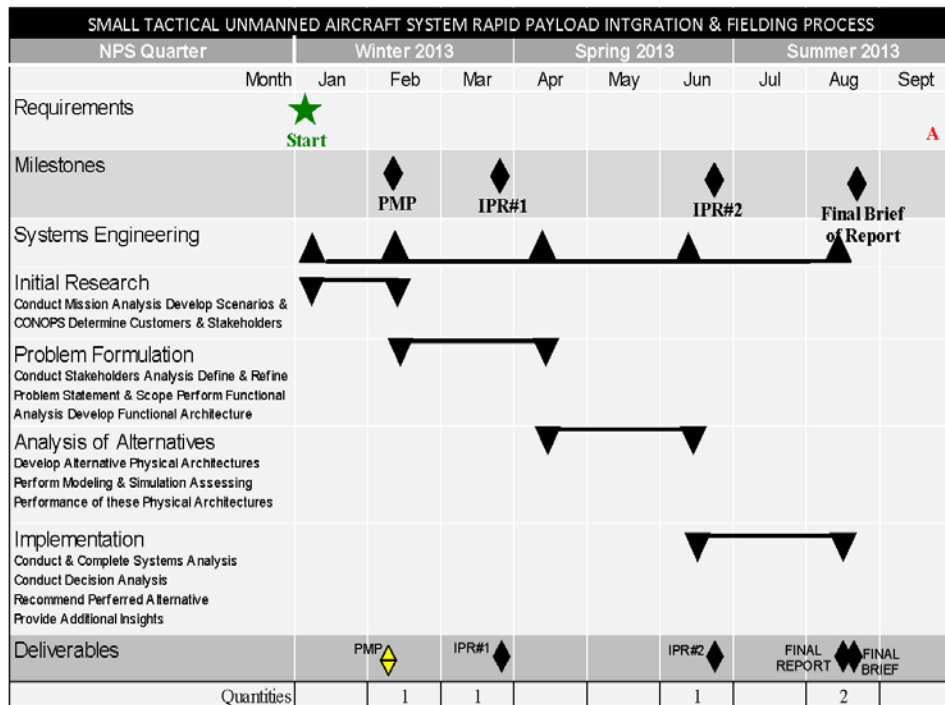 SMALL TACTICAL UNMANNED AIRCRAFT SYSTEM RAPID PAYLOAD INTGRATION & FIELDING PROCESS
NPS Quarter Winter 2013 Spring 2013 Summer 2013
Month Jan Feb Mar Apr May Jun Jul Aug Sept
Requirements
Start
A
Milestones
PMP IPR#1 IPR#2 Final Brief
of Report
Systems Engineering
Initial Research
Conduct Mission Analysis Develop Scenarios &
CONOPS Determine Customers & Stakeholders
Problem Formulation
Conduct Stakeholders Analysis Define & Refine
Problem Statement & Scope Perform Functional
Analysis Develop Functional Architecture
Analysis of Alternatives
Develop Alternative Physical Architectures
Perform Modeling & Simulation Assessing
Performance of these Physical Architectures
Implementation
Conduct & Complete Systems Analysis
Conduct Decision Analysis
Recommend Perferred Alternative
Provide Additional Insights
Deliverables PMP IPR#1 IPR#2 FINAL REPORT FINAL BRIEF
Quantities 1 1 1 2